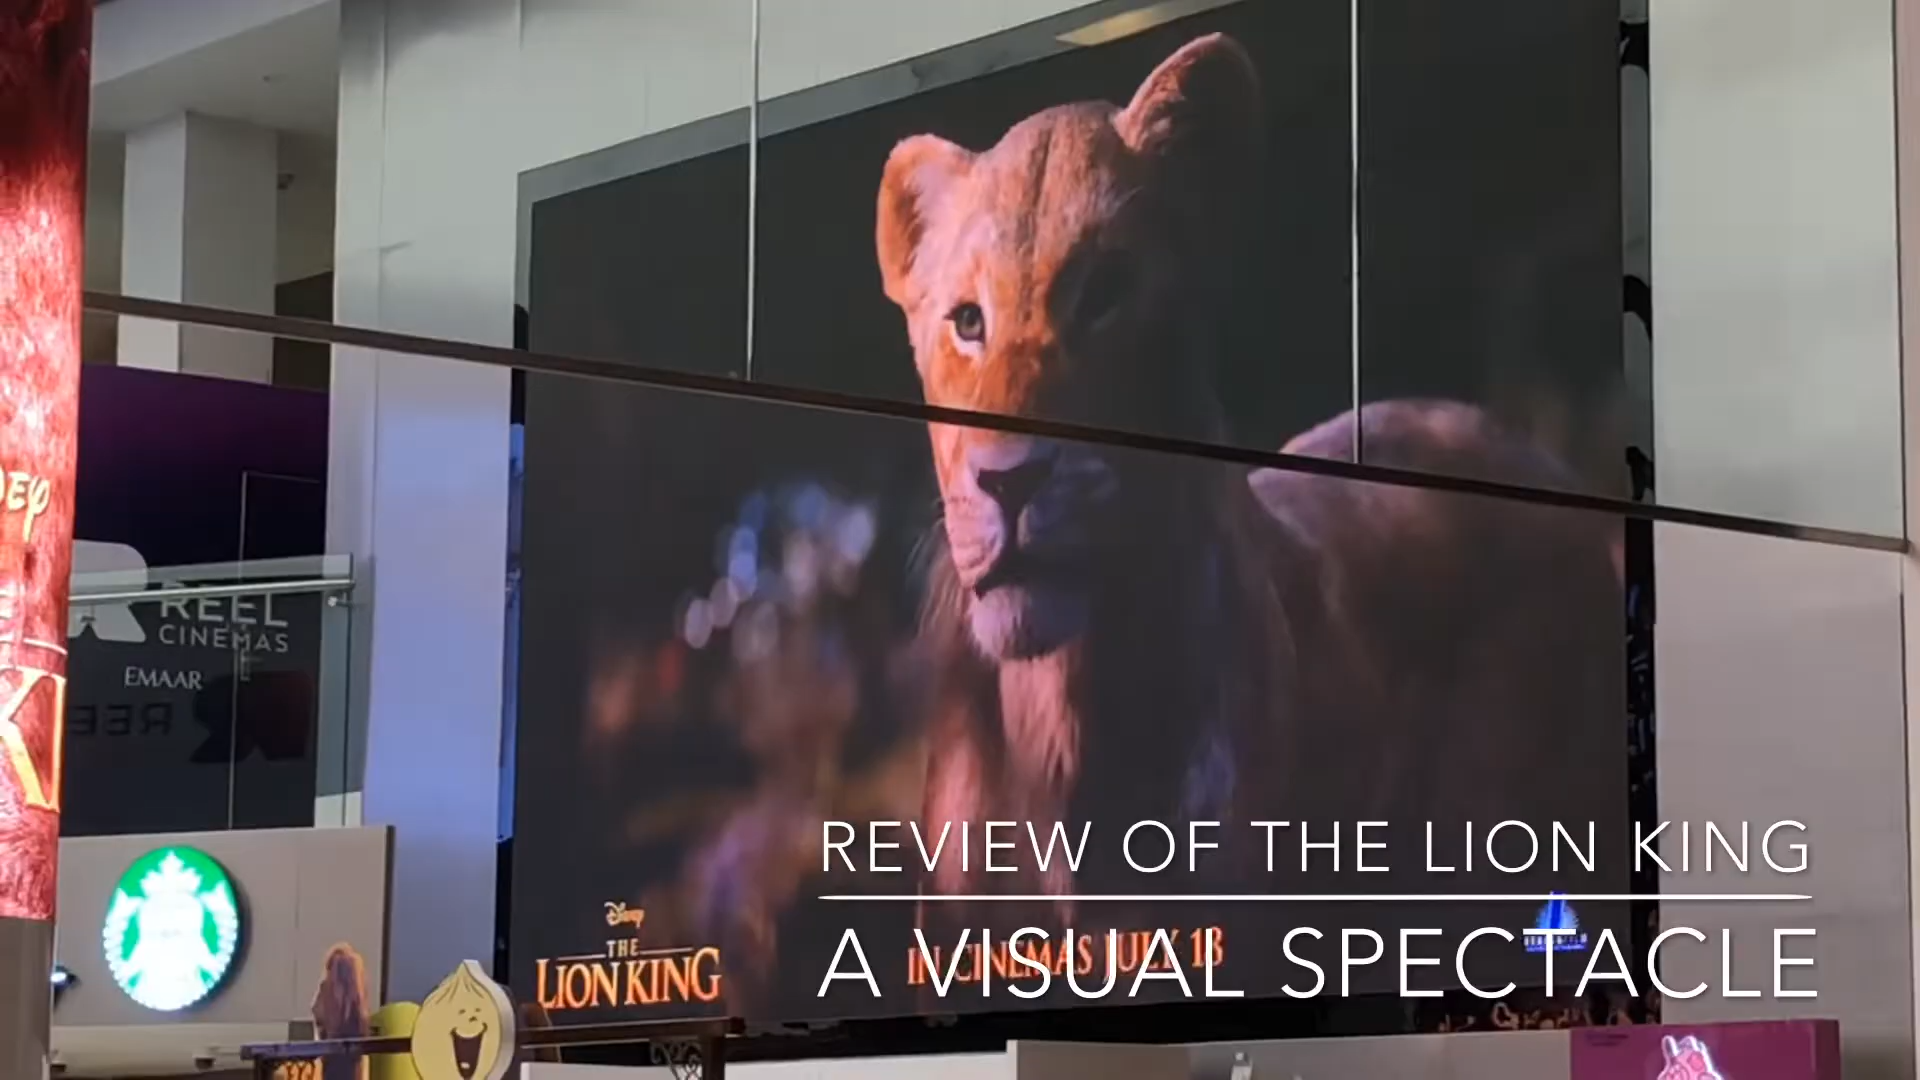 REVIEW OF THE LION KING
A VISUAL SPECTACLE
Disney
THE
LION KING
IN CINEMAS JULY 18
REEL
CINEMAS
EMAAR